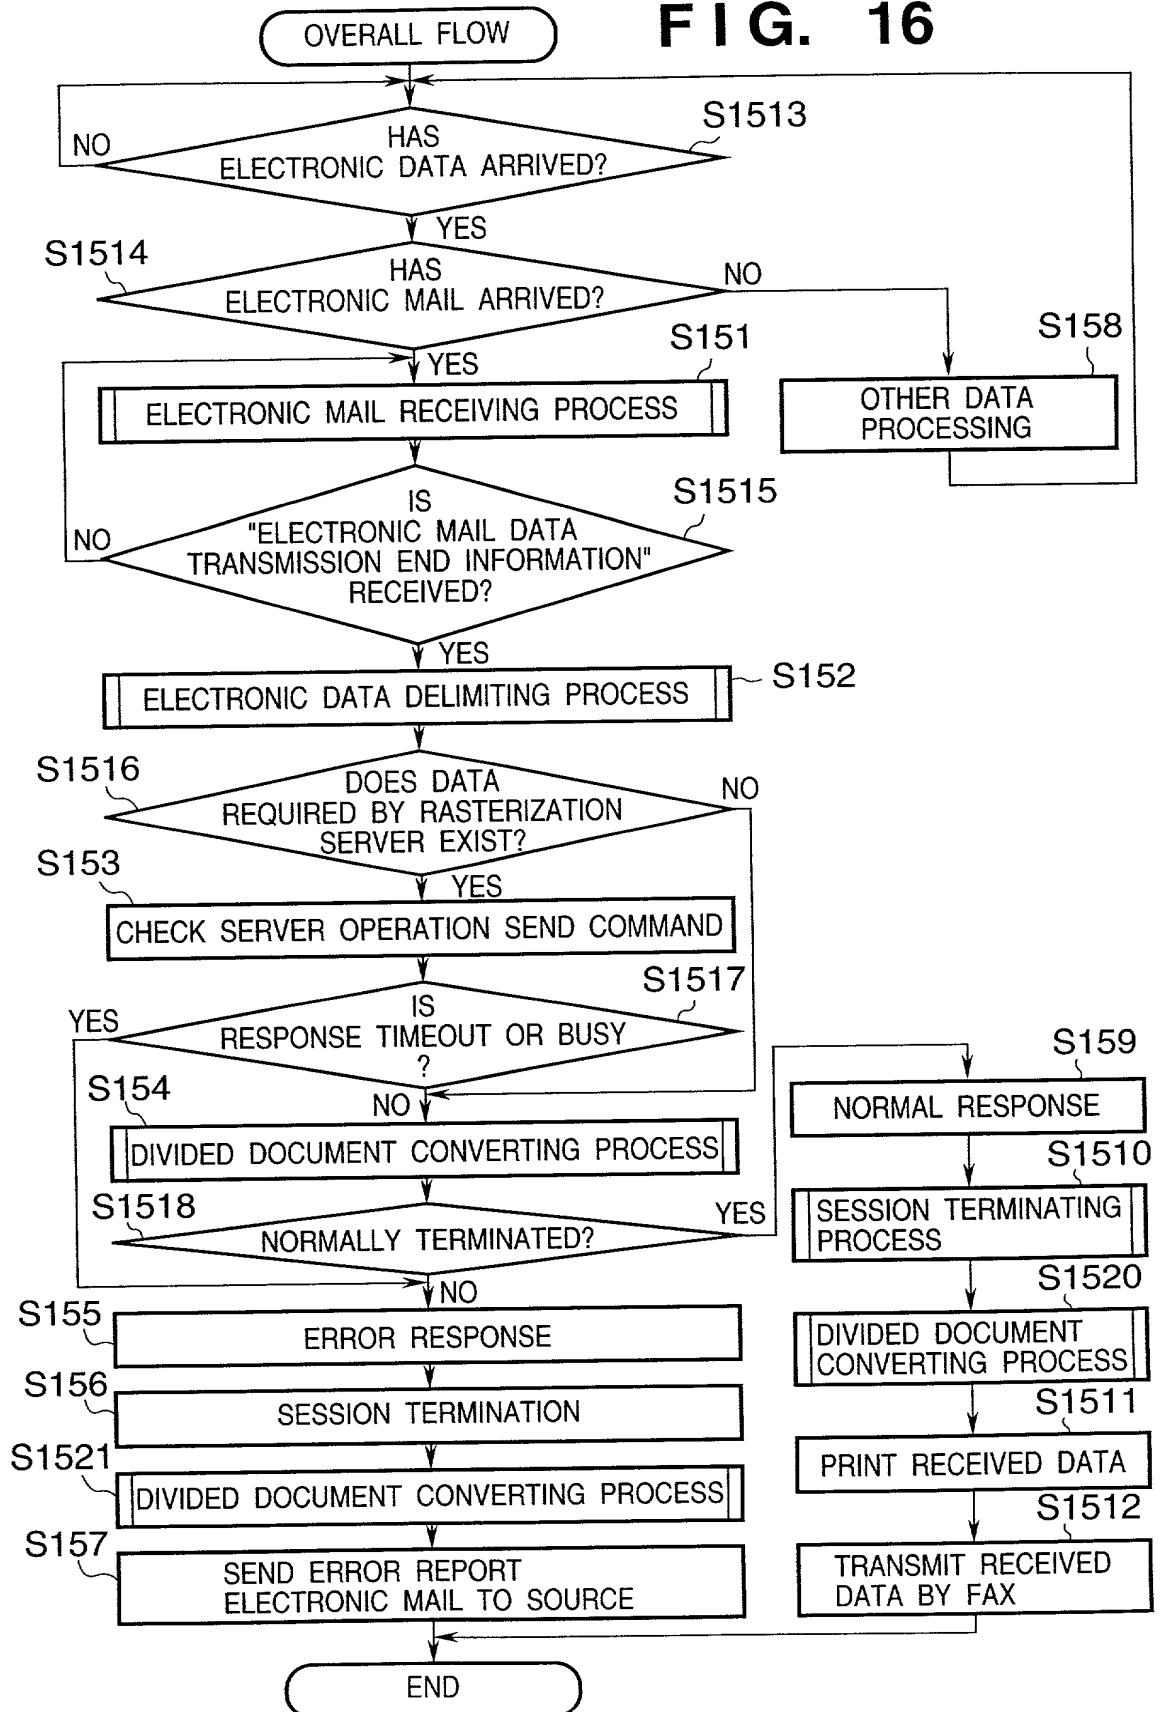 FIG. 16
OVERALL FLOW
S1513
HAS
ELECTRONIC DATA ARRIVED?
NO
YES
S1514
HAS
ELECTRONIC MAIL ARRIVED?
NO
YES
S151
ELECTRONIC MAIL RECEIVING PROCESS
S158
OTHER DATA
PROCESSING
S1515
IS
"ELECTRONIC MAIL DATA
TRANSMISSION END INFORMATION"
RECEIVED?
NO
YES
ELECTRONIC DATA DELIMITING PROCESS
S152
S1516
DOES DATA
REQUIRED BY RASTERIZATION
SERVER EXIST?
NO
YES
S153
CHECK SERVER OPERATION SEND COMMAND
S1517
IS
RESPONSE TIMEOUT OR BUSY
?
YES
NO
S154
DIVIDED DOCUMENT CONVERTING PROCESS
S1518
NORMALLY TERMINATED?
YES
NO
S155
ERROR RESPONSE
S156
SESSION TERMINATION
S1521
DIVIDED DOCUMENT CONVERTING PROCESS
S157
SEND ERROR REPORT
ELECTRONIC MAIL TO SOURCE
S159
NORMAL RESPONSE
S1510
SESSION TERMINATING
PROCESS
S1520
DIVIDED DOCUMENT
CONVERTING PROCESS
S1511
PRINT RECEIVED DATA
S1512
TRANSMIT RECEIVED
DATA BY FAX
END